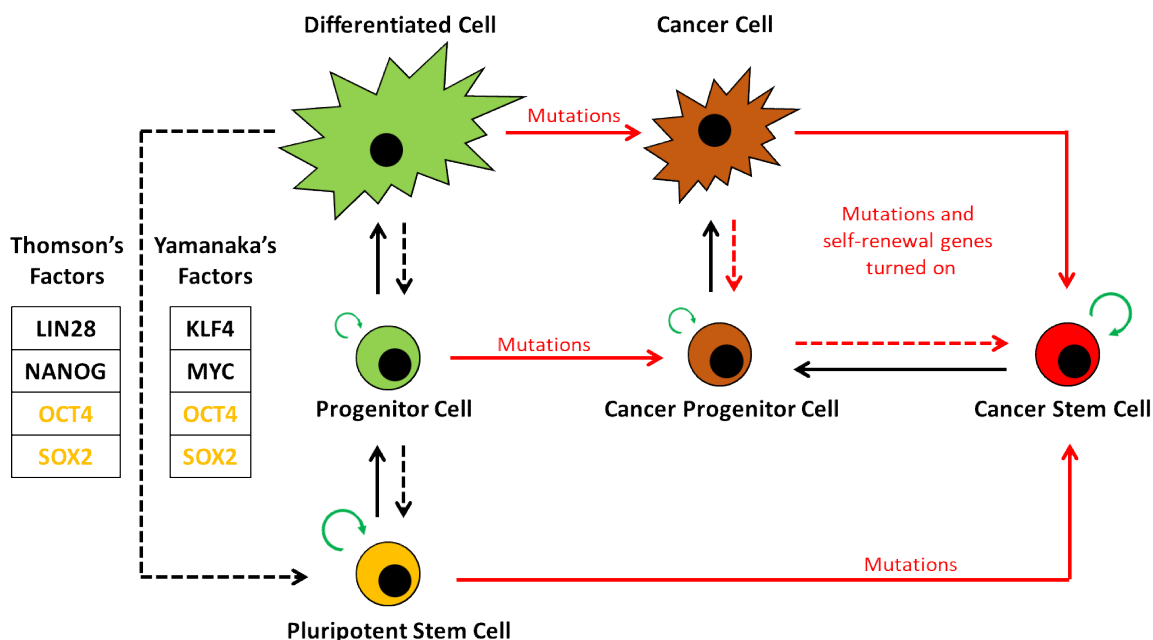 Differentiated Cell
Cancer Cell
Mutations
Thomson's
Factors
LIN28
NANOG
OCT4
SOX2
Yamanaka's
Factors
KLF4
MYC
OCT4
SOX2
Mutations and
self-renewal genes
turned on
Mutations
Progenitor Cell
Cancer Progenitor Cell
Cancer Stem Cell
Mutations
Pluripotent Stem Cell